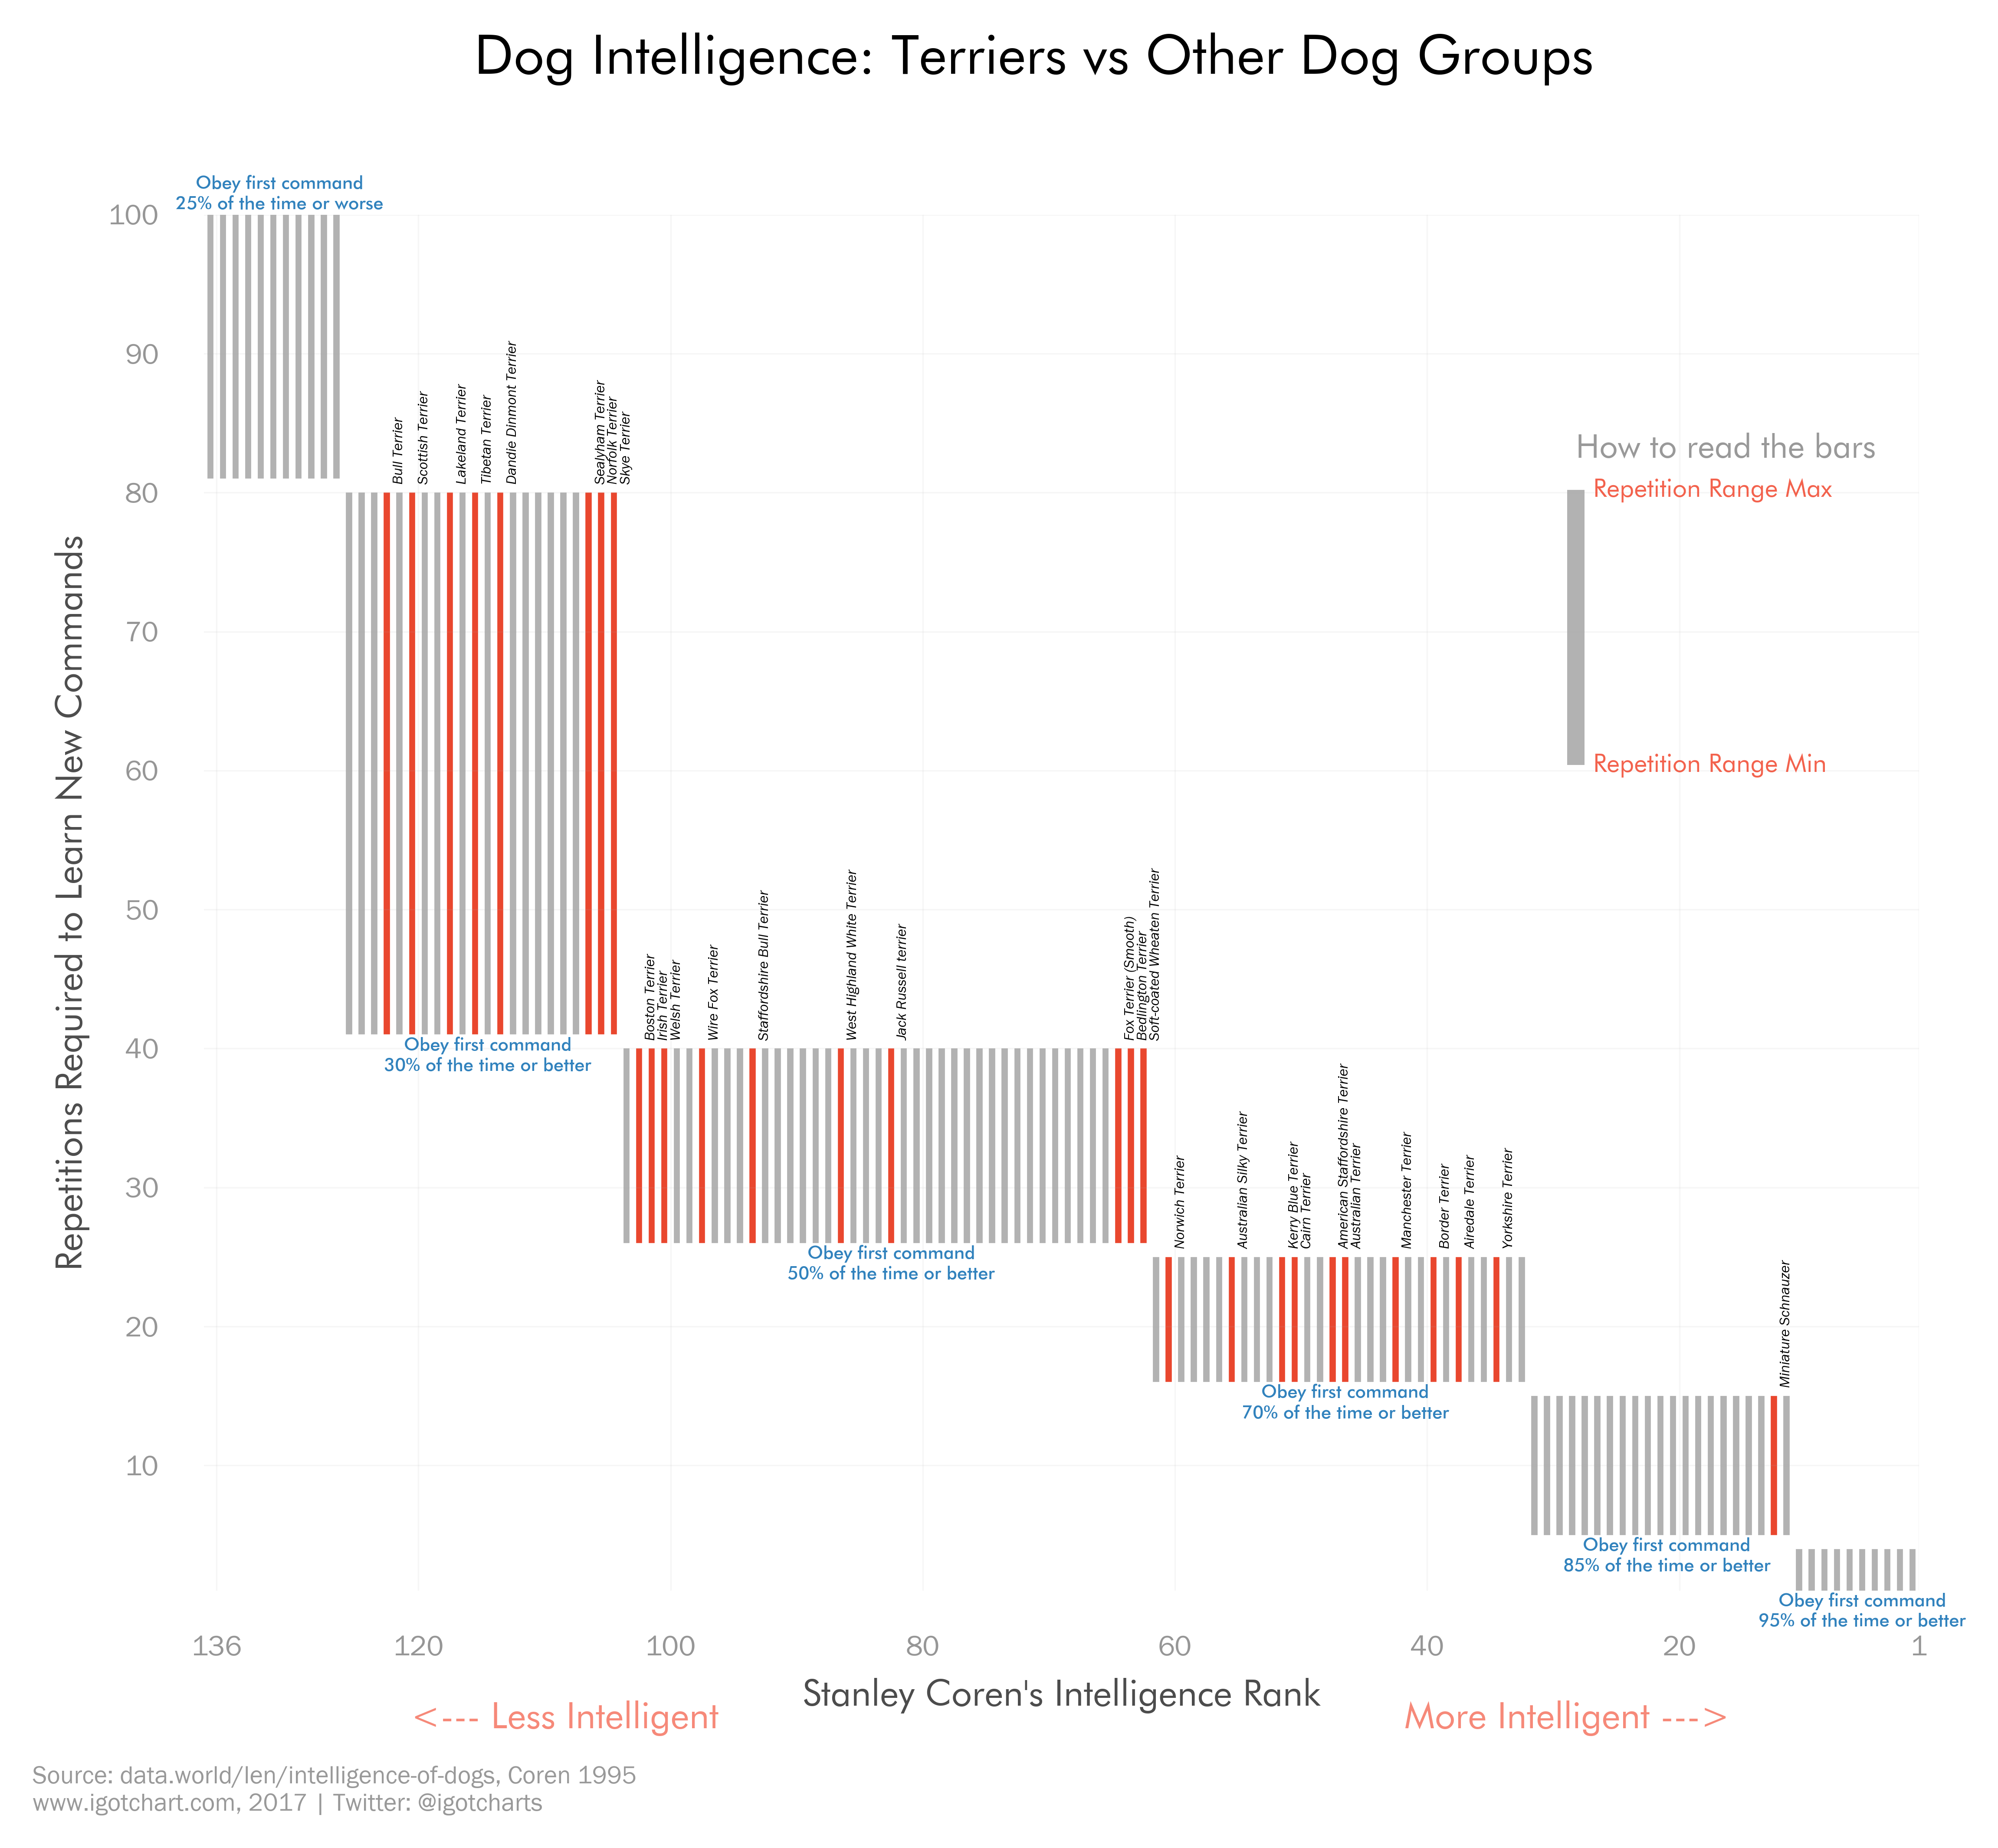 Dog Intelligence: Terriers vs Other Dog Groups
Obey first command
25% of the time or worse
100
90
80
70
60
50
40
30
20
10
Repetitions Required to Learn New Commands
Bull Terrier
Scottish Terrier
Lakeland Terrier
Tibetan Terrier
Dandie Dinmont Terrier
Sealyham Terrier
Norfolk Terrier
Skye Terrier
How to read the bars
Repetition Range Max
Repetition Range Min
Obey first command
30% of the time or better
Boston Terrier
Irish Terrier
Welsh Terrier
Wire Fox Terrier
Staffordshire Bull Terrier
West Highland White Terrier
Jack Russell terrier
Fox Terrier (Smooth)
Bedlington Terrier
Soft-coated Wheaten Terrier
Obey first command
50% of the time or better
Norwich Terrier
Australian Silky Terrier
Kerry Blue Terrier
Cairn Terrier
American Staffordshire Terrier
Australian Terrier
Manchester Terrier
Border Terrier
Airedale Terrier
Yorkshire Terrier
Obey first command
70% of the time or better
Miniature Schnauzer
Obey first command
85% of the time or better
Obey first command
95% of the time or better
136 120 100 80 60 40 20 1
Stanley Coren's Intelligence Rank
<--- Less Intelligent
More Intelligent --->
Source: data.world/len/intelligence-of-dogs, Coren 1995
www.igotchart.com, 2017 | Twitter: @igotcharts